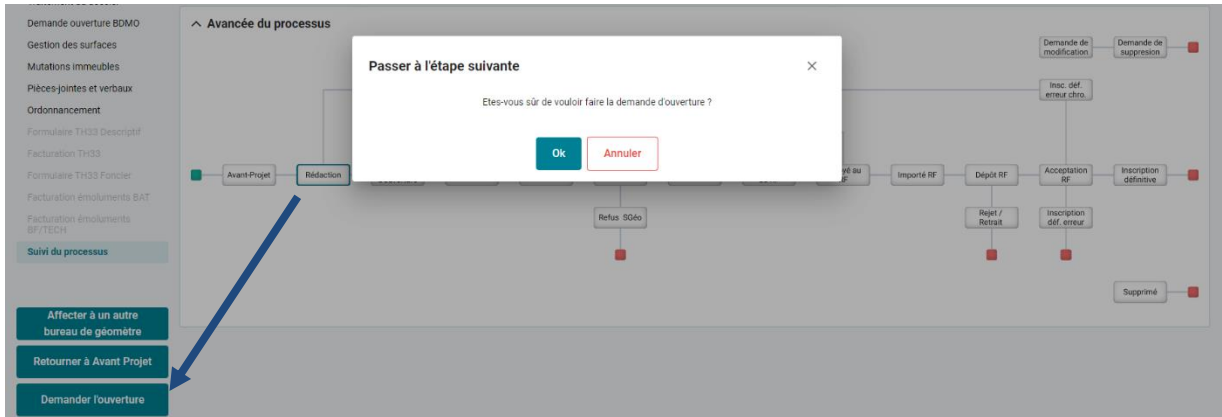 Demande ouverture BDMO
Gestion des surfaces
Mutations immeubles
Pièces-jointes et verbaux
Ordonnancement
Formulaire TH33 Descriptif
Facturation TH33
Formulaire TH33 Foncier
Facturation émoluments BAT
Facturation émoluments
BF/TECH
Suivi du processus
Affecter à un autre
bureau de géomètre
Retourner à Avant Projet
Demander l'ouverture
Avancée du processus
Passer à l'étape suivante
Etes-vous sûr de vouloir faire la demande d'ouverture ?
Ok
Annuler
Demande de
modification
Demande de
suppresion
Insc. déf.
erreur chro.
Avant-Projet
Rédaction
Importé RF
Dépôt RF
Acceptation
RF
Inscription
définitive
Refus SGéo
Rejet /
Retrait
Inscription
déf. erreur
Supprimé